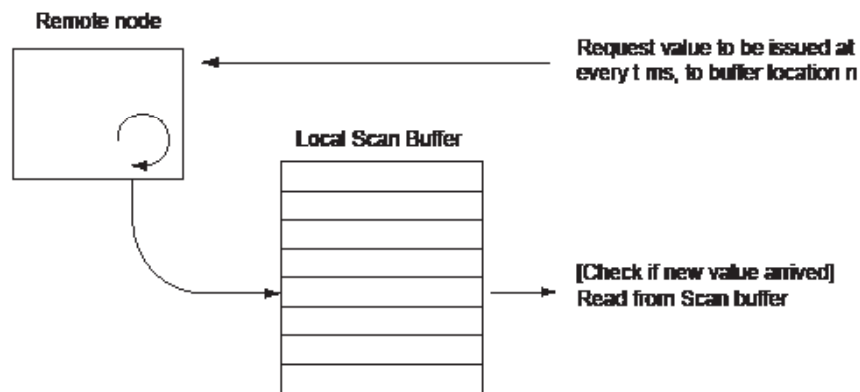 Remote node
Request value to be issued at
every t ms, to buffer location n
Local Scan Buffer
[Check if new value arrived]
Read from Scan buffer